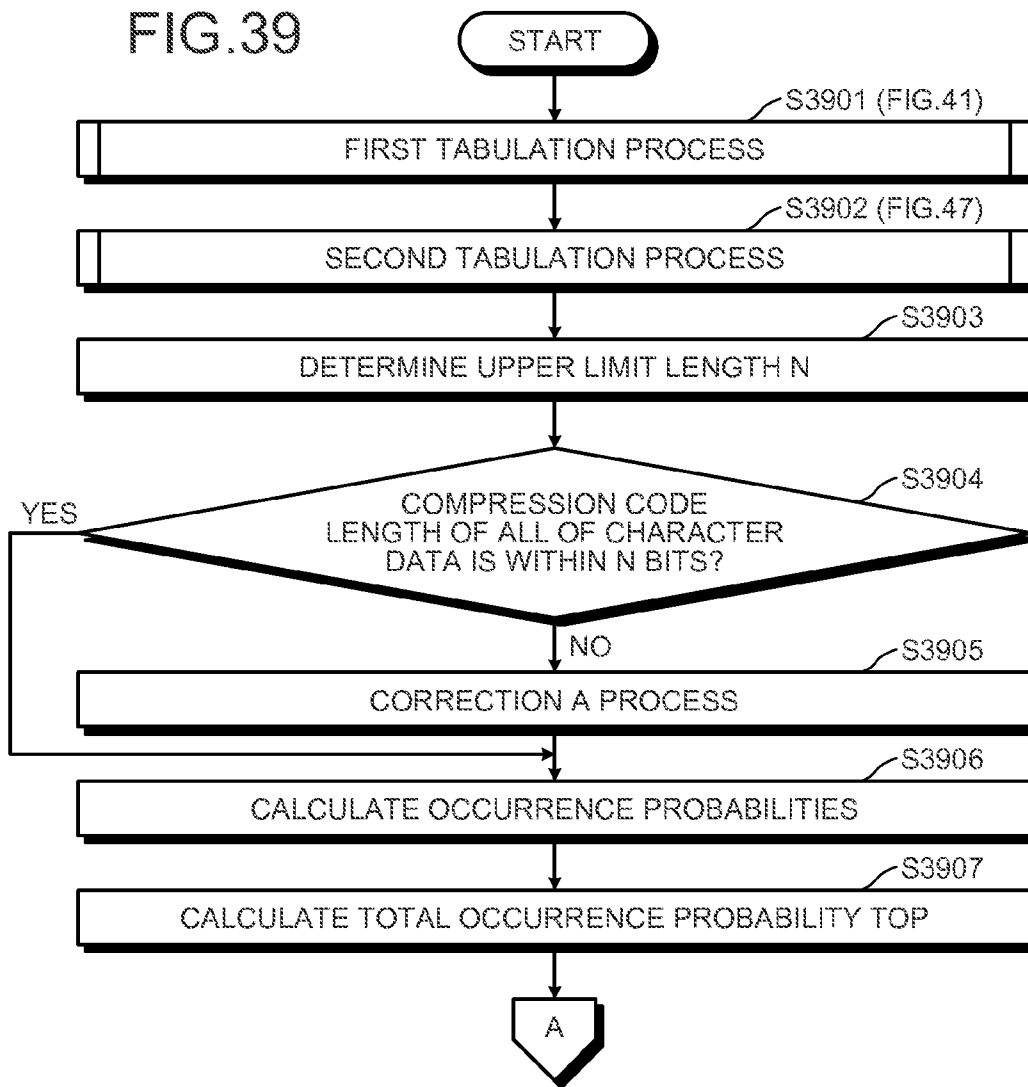 FIG.39
START
S3901 (FIG.41)
FIRST TABULATION PROCESS
S3902 (FIG.47)
SECOND TABULATION PROCESS
S3903
DETERMINE UPPER LIMIT LENGTH N
S3904
YES
COMPRESSION CODE
LENGTH OF ALL OF CHARACTER
DATA IS WITHIN N BITS?
NO
S3905
CORRECTION A PROCESS
S3906
CALCULATE OCCURRENCE PROBABILITIES
S3907
CALCULATE TOTAL OCCURRENCE PROBABILITY TOP
A